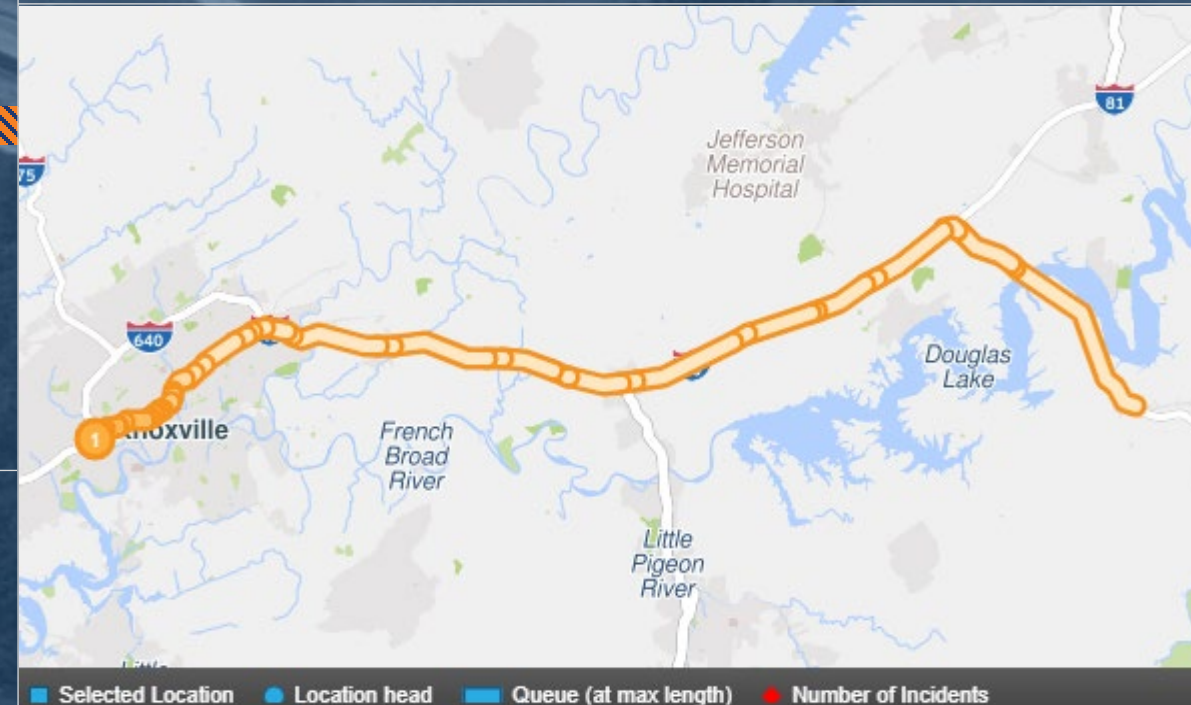 81
Jefferson
Memorial
Hospital
75
640
Douglas
Lake
1
Knoxville
French
Broad
River
Little
Pigeon
River
Selected Location
Location head
Queue (at max length)
Number of Incidents